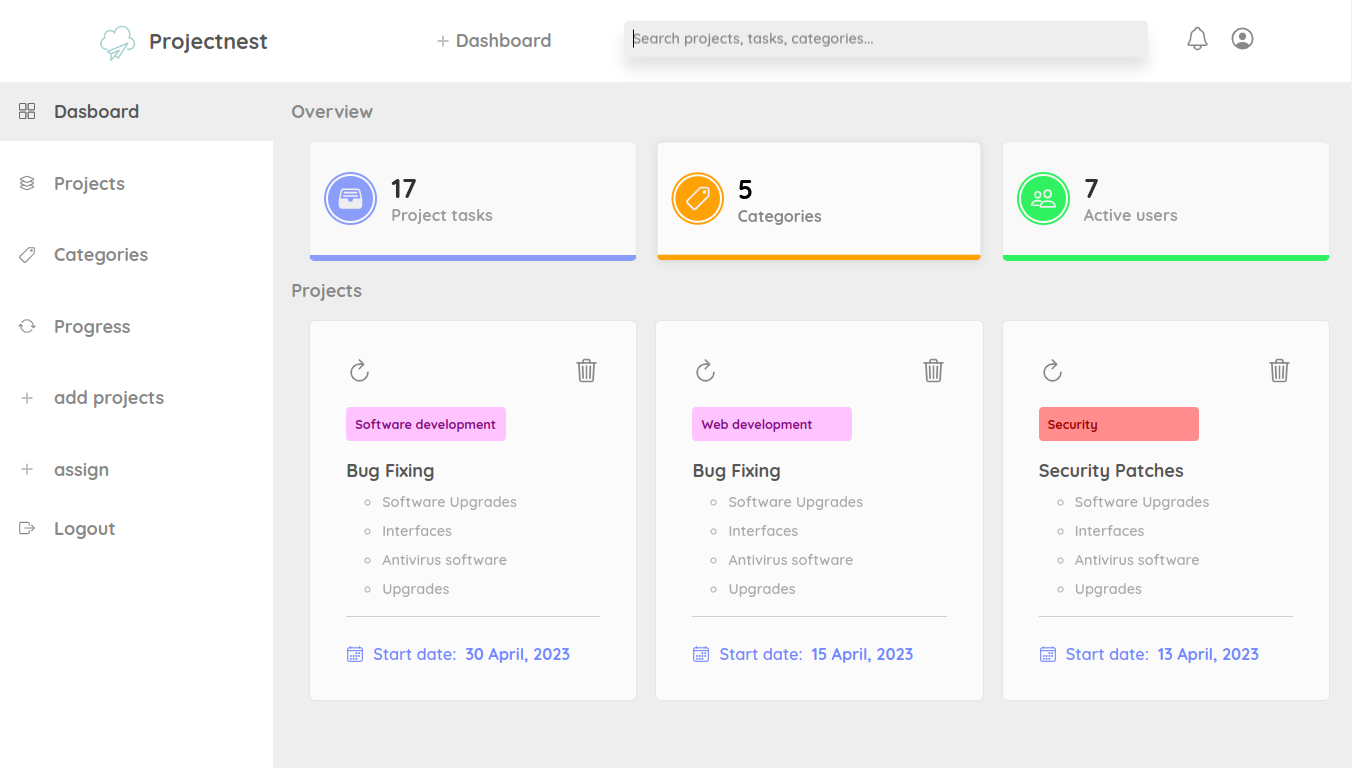 Projectnest
+ Dashboard
Search projects, tasks, categories...
Dasboard
Projects
Categories
Progress
+ add projects
+ assign
Logout
Overview
17
Project tasks
5
Categories
7
Active users
Projects
Software development
Bug Fixing
Software Upgrades
Interfaces
Antivirus software
Upgrades
Start date: 30 April, 2023
Web development
Bug Fixing
Software Upgrades
Interfaces
Antivirus software
Upgrades
Start date: 15 April, 2023
Security
Security Patches
Software Upgrades
Interfaces
Antivirus software
Upgrades
Start date: 13 April, 2023